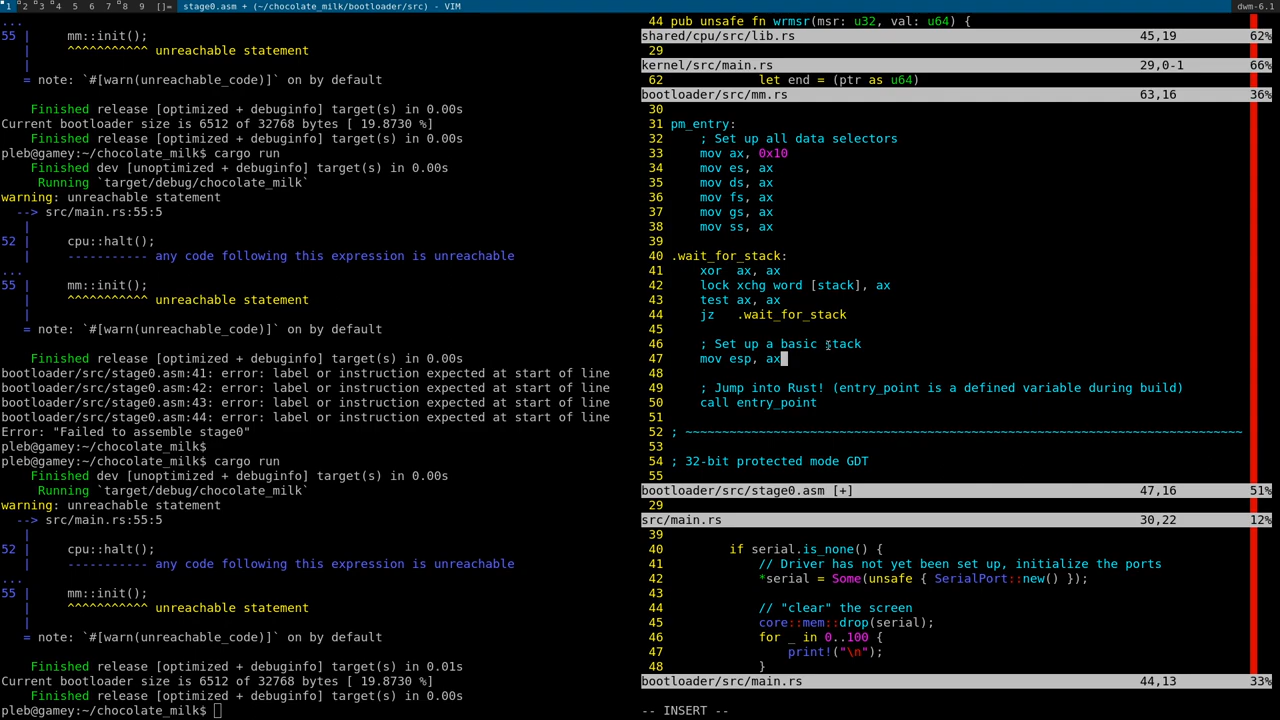 1 2 3 4 5 6 7 8 9 []= stage0.asm + (~/chocolate_milk/bootloader/src) - VIM dwm-6.1
...
55 |     mm::init();
   |     ^^^^^^^^^^^ unreachable statement
   |
   = note: `#[warn(unreachable_code)]` on by default
    Finished release [optimized + debuginfo] target(s) in 0.00s
Current bootloader size is 6512 of 32768 bytes [ 19.8730 %]
    Finished release [optimized + debuginfo] target(s) in 0.00s
pleb@gamey:~/chocolate_milk$ cargo run
    Finished dev [unoptimized + debuginfo] target(s) in 0.00s
     Running `target/debug/chocolate_milk`
warning: unreachable statement
  --> src/main.rs:55:5
   |
52 |     cpu::halt();
   |     ----------- any code following this expression is unreachable
...
55 |     mm::init();
   |     ^^^^^^^^^^^ unreachable statement
   |
   = note: `#[warn(unreachable_code)]` on by default
    Finished release [optimized + debuginfo] target(s) in 0.00s
bootloader/src/stage0.asm:41: error: label or instruction expected at start of line
bootloader/src/stage0.asm:42: error: label or instruction expected at start of line
bootloader/src/stage0.asm:43: error: label or instruction expected at start of line
bootloader/src/stage0.asm:44: error: label or instruction expected at start of line
Error: "Failed to assemble stage0"
pleb@gamey:~/chocolate_milk$
pleb@gamey:~/chocolate_milk$ cargo run
    Finished dev [unoptimized + debuginfo] target(s) in 0.00s
     Running `target/debug/chocolate_milk`
warning: unreachable statement
  --> src/main.rs:55:5
   |
52 |     cpu::halt();
   |     ----------- any code following this expression is unreachable
...
55 |     mm::init();
   |     ^^^^^^^^^^^ unreachable statement
   |
   = note: `#[warn(unreachable_code)]` on by default
    Finished release [optimized + debuginfo] target(s) in 0.01s
Current bootloader size is 6512 of 32768 bytes [ 19.8730 %]
    Finished release [optimized + debuginfo] target(s) in 0.00s
pleb@gamey:~/chocolate_milk$
44 pub unsafe fn wrmsr(msr: u32, val: u64) {
shared/cpu/src/lib.rs 45,19 62%
29
kernel/src/main.rs 29,0-1 66%
62             let end = (ptr as u64)
bootloader/src/mm.rs 63,16 36%
30
31 pm_entry:
32     ; Set up all data selectors
33     mov ax, 0x10
34     mov es, ax
35     mov ds, ax
36     mov fs, ax
37     mov gs, ax
38     mov ss, ax
39
40 .wait_for_stack:
41     xor  ax, ax
42     lock xchg word [stack], ax
43     test ax, ax
44     jz   .wait_for_stack
45
46     ; Set up a basic stack
47     mov esp, ax
48
49     ; Jump into Rust! (entry_point is a defined variable during build)
50     call entry_point
51
52 ; ~~~~~~~~~~~~~~~~~~~~~~~~~~~~~~~~~~~~~~~~~~~~~~~~~~~~~~~~~~~~~~~~~~~~~~~~~~~~
53
54 ; 32-bit protected mode GDT
55
bootloader/src/stage0.asm [+] 47,16 51%
29
src/main.rs 30,22 12%
39
40         if serial.is_none() {
41             // Driver has not yet been set up, initialize the ports
42             *serial = Some(unsafe { SerialPort::new() });
43
44             // "clear" the screen
45             core::mem::drop(serial);
46             for _ in 0..100 {
47                 print!("\n");
48             }
bootloader/src/main.rs 44,13 33%
-- INSERT --